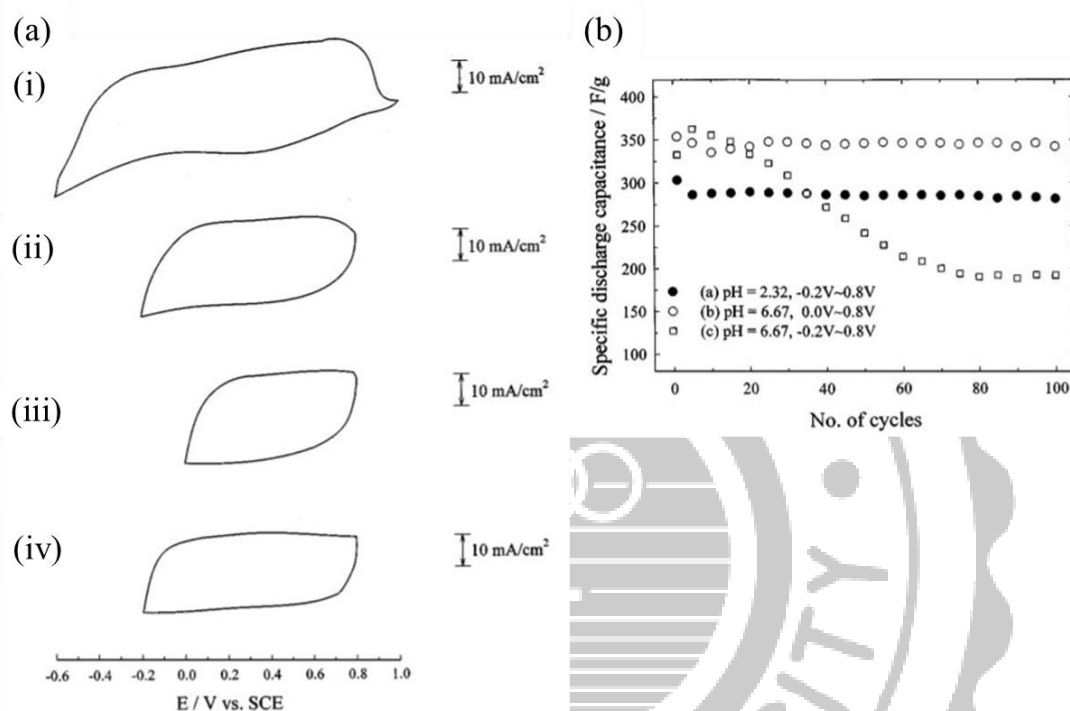 (a)
(i)
10 mA/cm²
(ii)
10 mA/cm²
(iii)
10 mA/cm²
(iv)
10 mA/cm²
-0.6 -0.4 -0.2 0.0 0.2 0.4 0.6 0.8 1.0
E / V vs. SCE
(b)
Specific discharge capacitance / F/g
400
350
300
250
200
150
100
(a) pH = 2.32, -0.2V~0.8V
(b) pH = 6.67, 0.0V~0.8V
(c) pH = 6.67, -0.2V~0.8V
0 20 40 60 80 100
No. of cycles
SITY